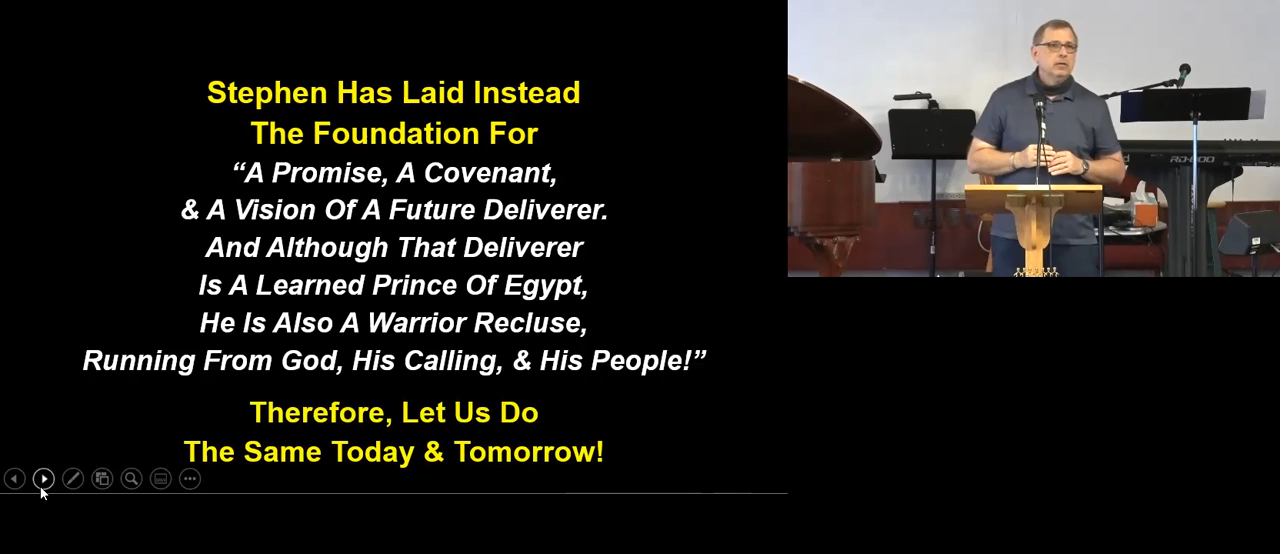 Stephen Has Laid Instead
The Foundation For
“A Promise, A Covenant,
& A Vision Of A Future Deliverer.
And Although That Deliverer
Is A Learned Prince Of Egypt,
He Is Also A Warrior Recluse,
Running From God, His Calling, & His People!”
Therefore, Let Us Do
The Same Today & Tomorrow!